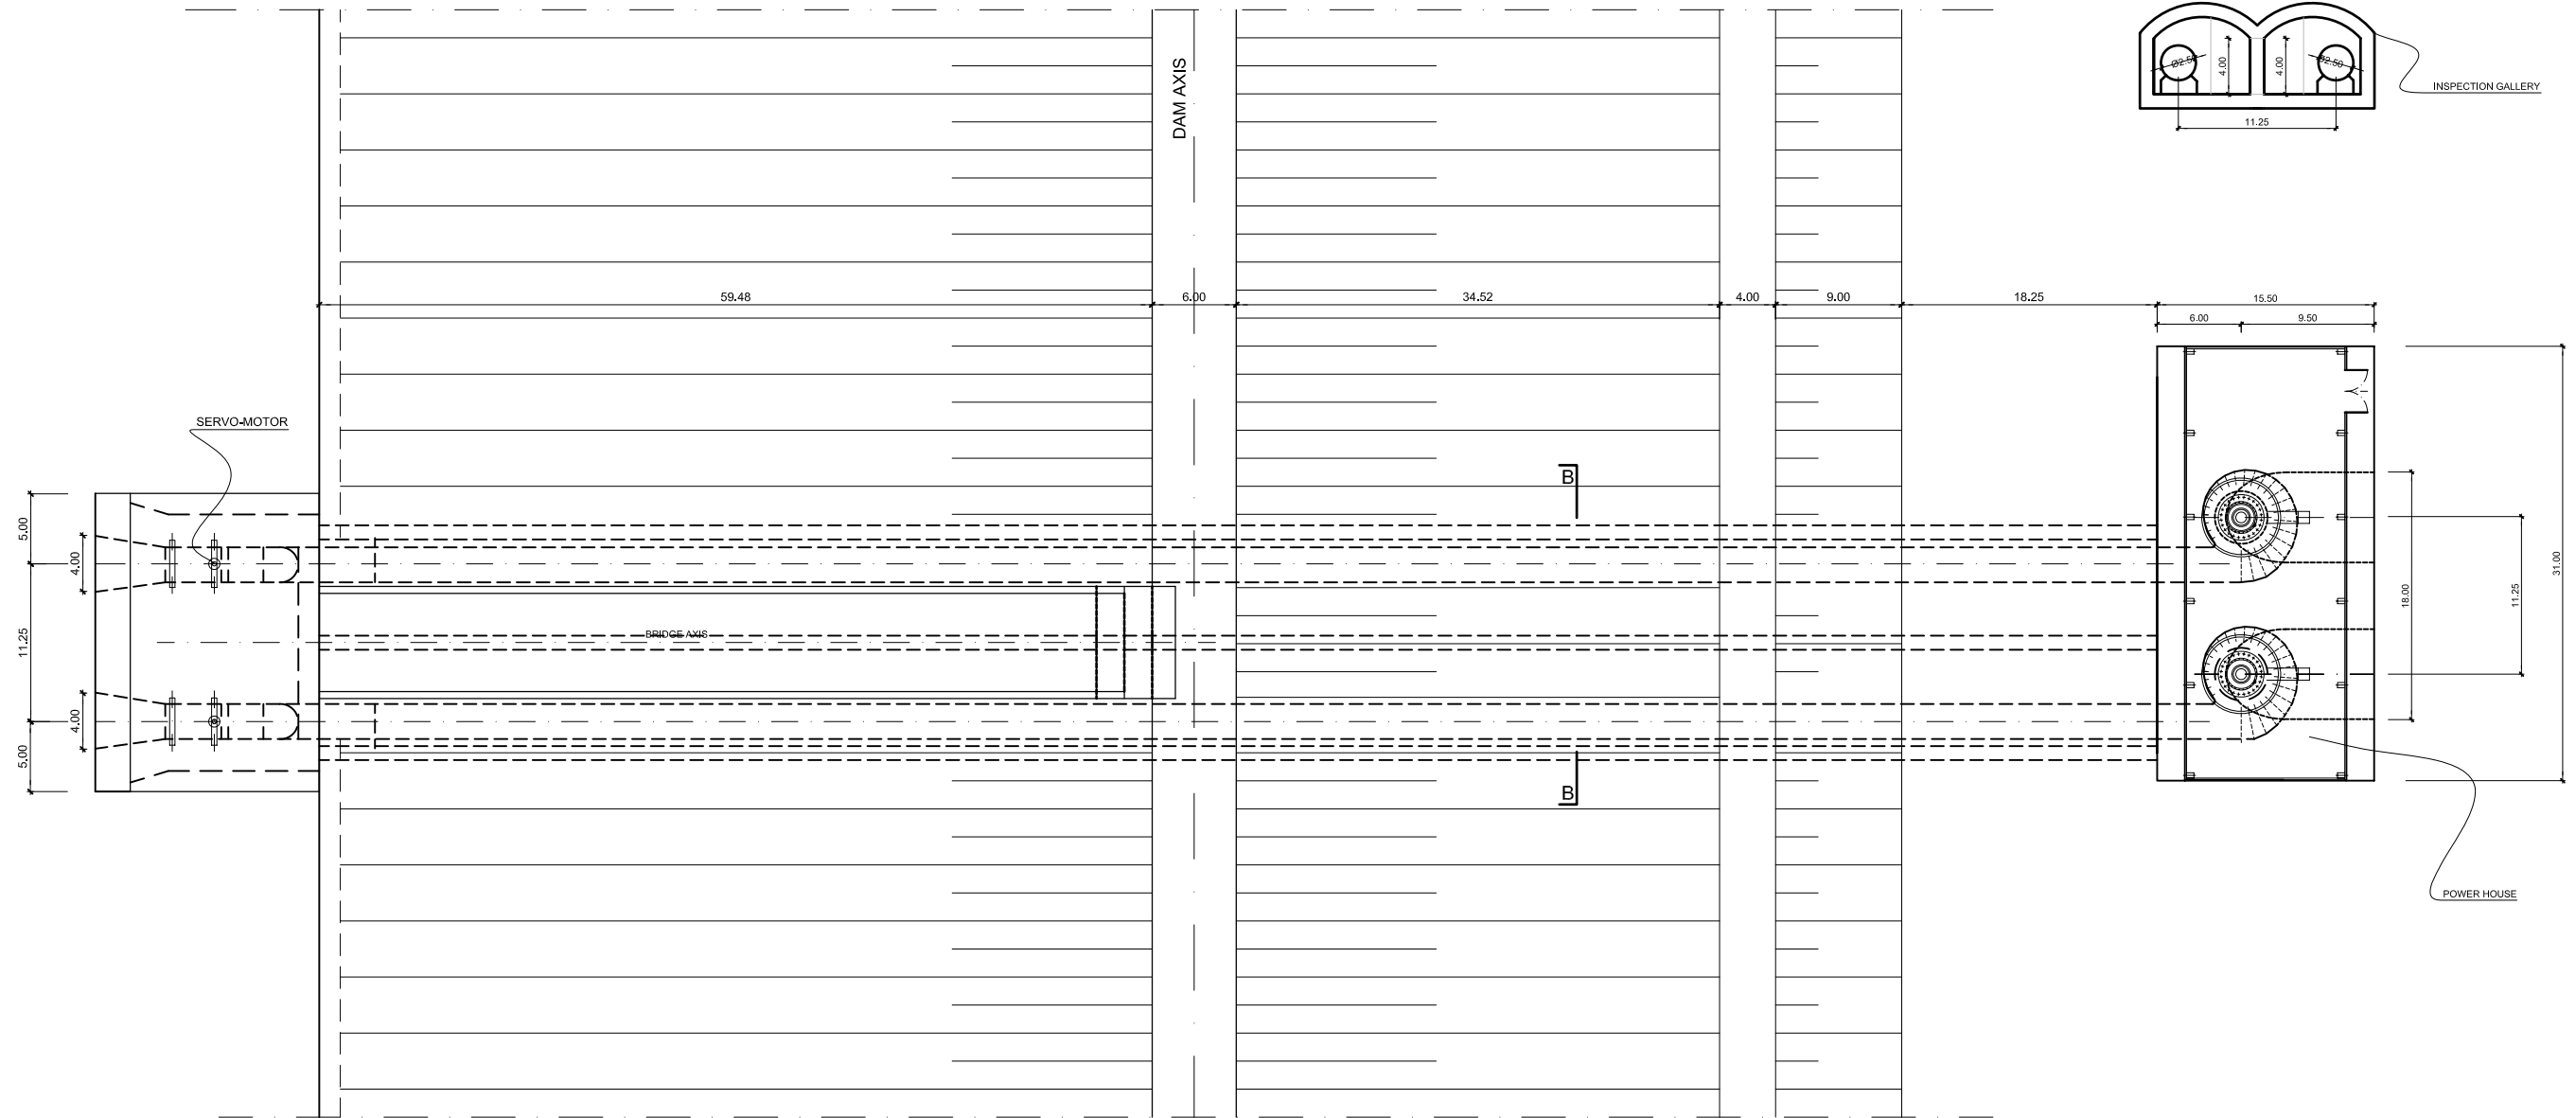 DAM AXIS
Ø2.50
4.00
4.00
Ø2.50
INSPECTION GALLERY
11.25
59.48
6.00
34.52
4.00
9.00
18.25
15.50
6.00
9.50
SERVO-MOTOR
B
5.00
4.00
11.25
BRIDGE AXIS
4.00
5.00
B
18.00
11.25
31.00
POWER HOUSE